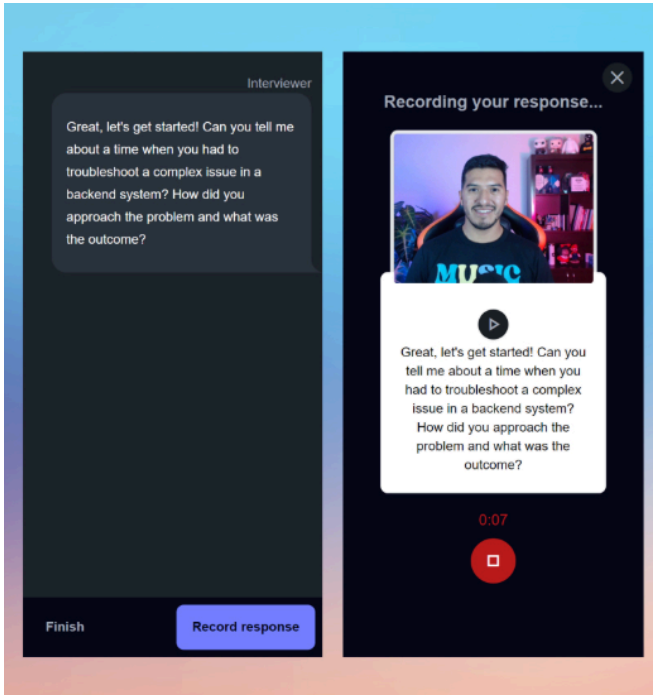 Interviewer
Great, let's get started! Can you tell me
about a time when you had to
troubleshoot a complex issue in a
backend system? How did you
approach the problem and what was
the outcome?
Finish
Record response
Recording your response...
MUSIC
Great, let's get started! Can you
tell me about a time when you
had to troubleshoot a complex
issue in a backend system?
How did you approach the
problem and what was the
outcome?
0:07